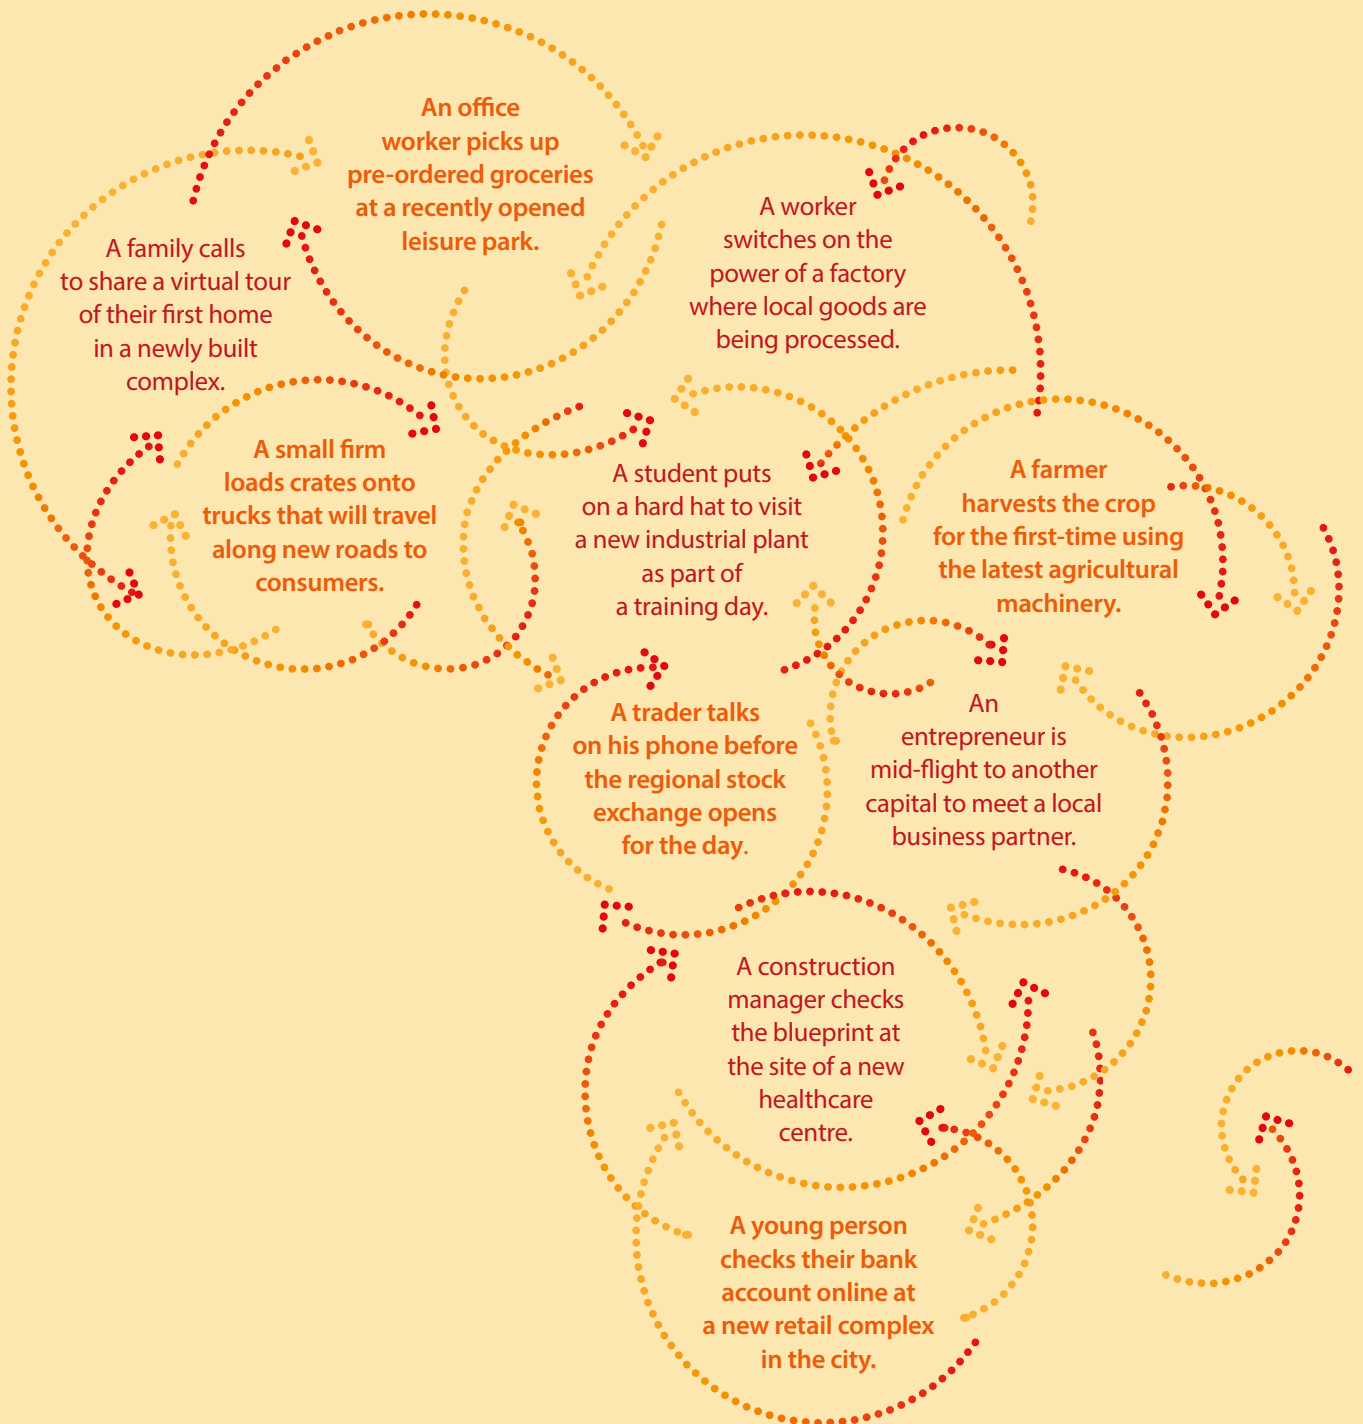 An office
worker picks up
pre-ordered groceries
at a recently opened
leisure park.
A family calls
to share a virtual tour
of their first home
in a newly built
complex.
A worker
switches on the
power of a factory
where local goods are
being processed.
A small firm
loads crates onto
trucks that will travel
along new roads to
consumers.
A student puts
on a hard hat to visit
a new industrial plant
as part of
a training day.
A farmer
harvests the crop
for the first-time using
the latest agricultural
machinery.
A trader talks
on his phone before
the regional stock
exchange opens
for the day.
An
entrepreneur is
mid-flight to another
capital to meet a local
business partner.
A construction
manager checks
the blueprint at
the site of a new
healthcare
centre.
A young person
checks their bank
account online at
a new retail complex
in the city.